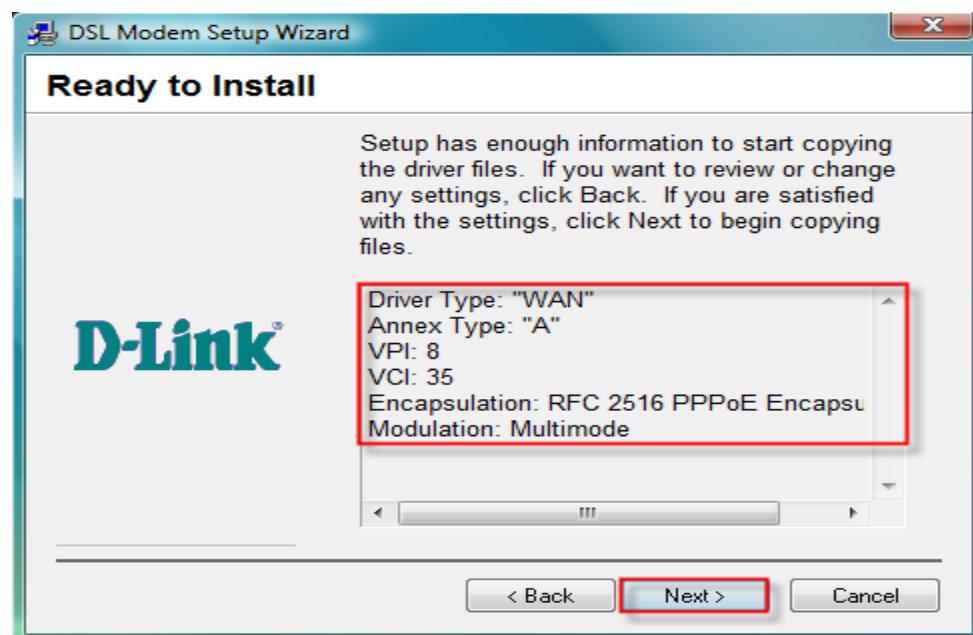 DSL Modem Setup Wizard
Ready to Install
Setup has enough information to start copying
the driver files. If you want to review or change
any settings, click Back. If you are satisfied
with the settings, click Next to begin copying
files.
Driver Type: "WAN"
Annex Type: "A"
VPI: 8
VCI: 35
Encapsulation: RFC 2516 PPPoE Encapsu
Modulation: Multimode
D-Link
< Back
Next >
Cancel